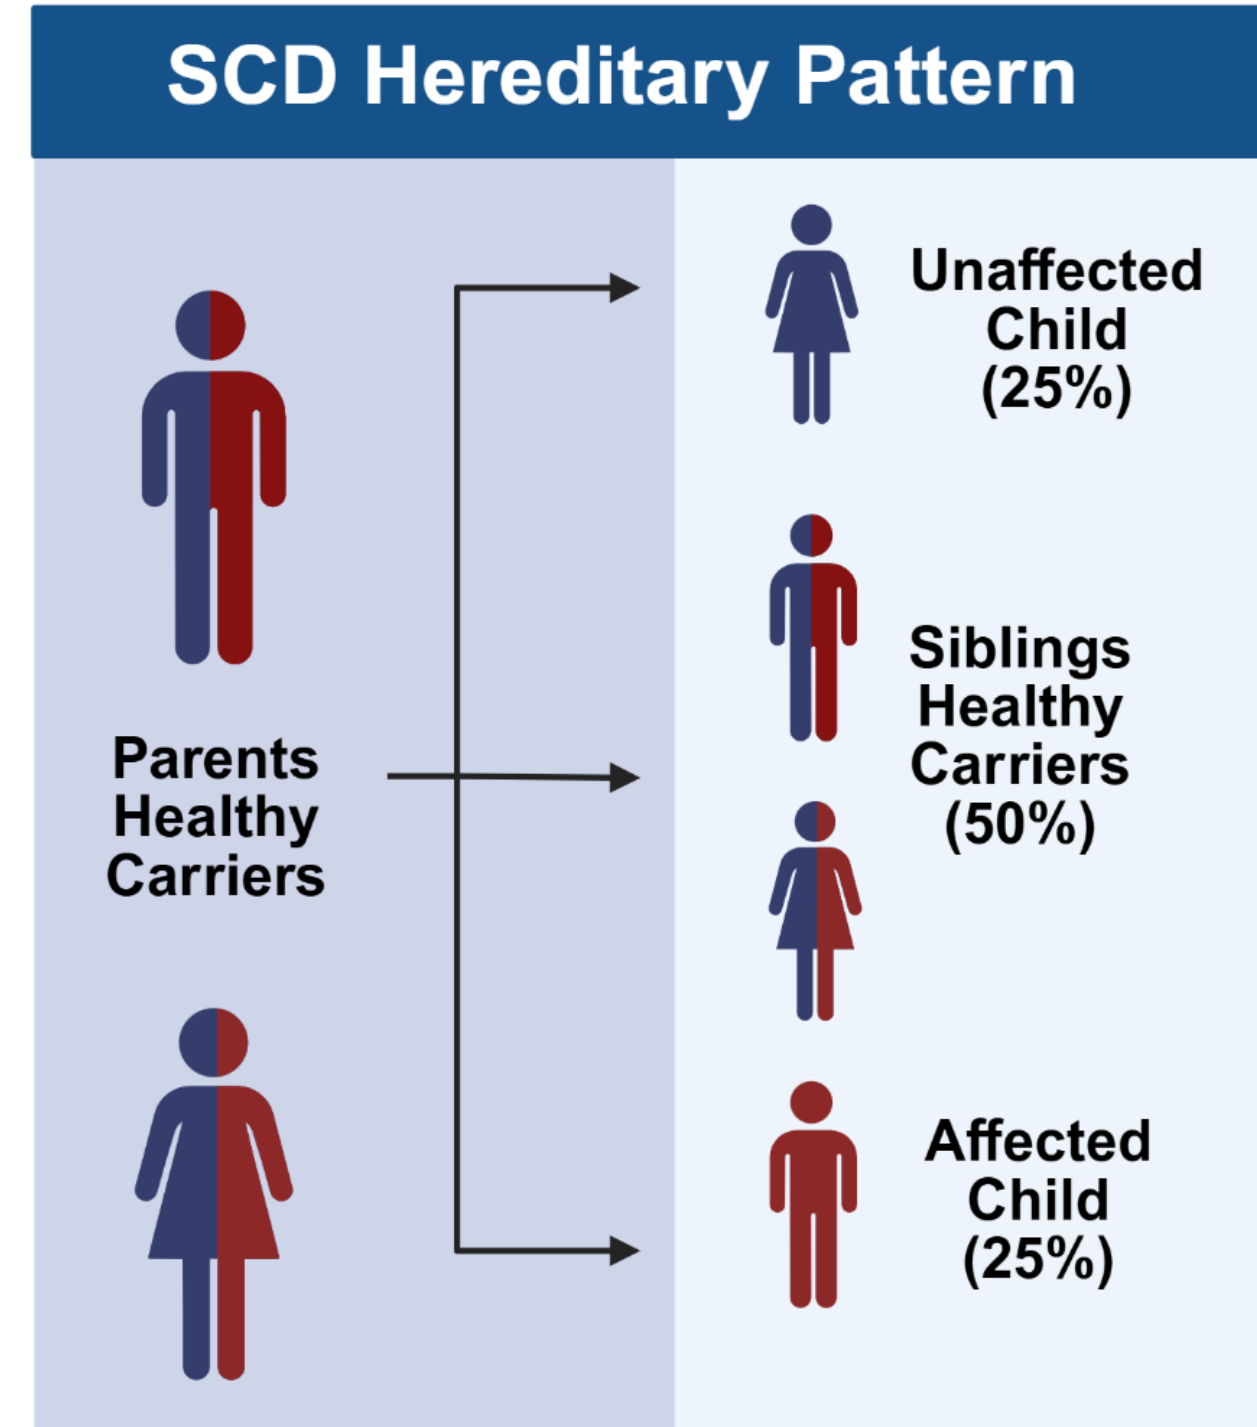 SCD Hereditary Pattern
Parents
Healthy
Carriers
Unaffected
Child
(25%)
Siblings
Healthy
Carriers
(50%)
Affected
Child
(25%)